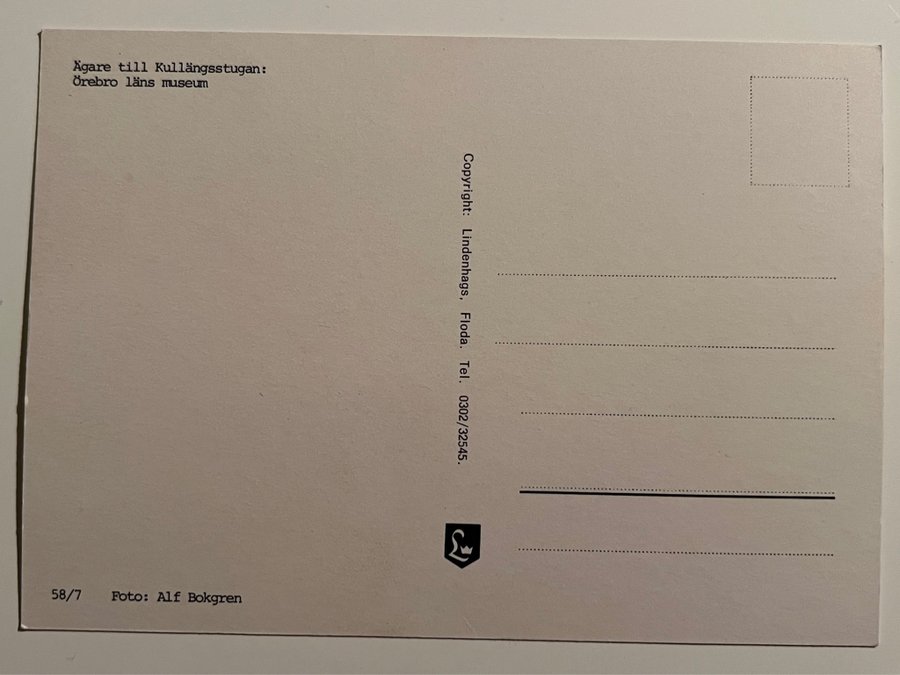 Ägare till Kullängsstugan:
Örebro läns museum
Copyright: Lindenhags, Floda. Tel. 0302/32545.
L
58/7 Foto: Alf Bokgren